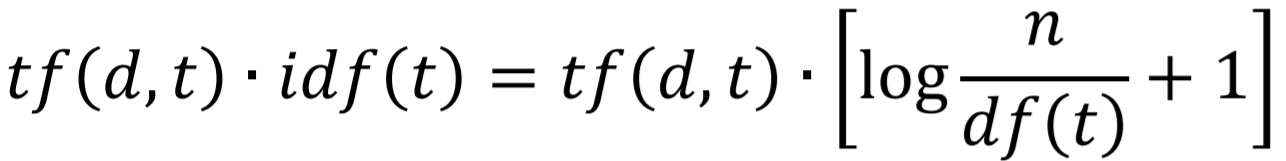 tf(d,t) · idf(t) = tf(d,t) · [log n/df(t) + 1]